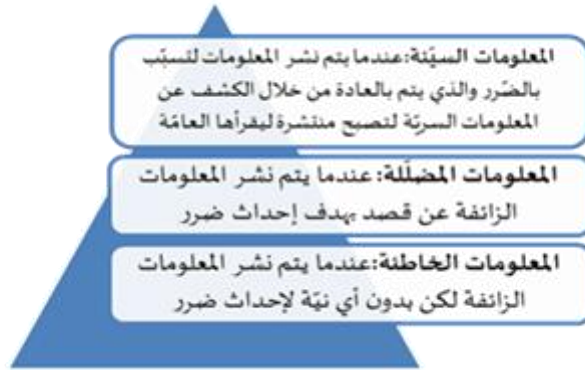 المعلومات السيّئة:عندما يتم نشر المعلومات لتسبّب
بالضّرر والذي يتم بالعادة من خلال الكشف عن
المعلومات السريّة لتصبح منتشرة ليقرأها العامّة
المعلومات المضلّلة: عندما يتم نشر المعلومات
الزائفة عن قصد بهدف إحداث ضرر
المعلومات الخاطئة:عندما يتم نشر المعلومات
الزائفة لكن بدون أي نيّة لإحداث ضرر